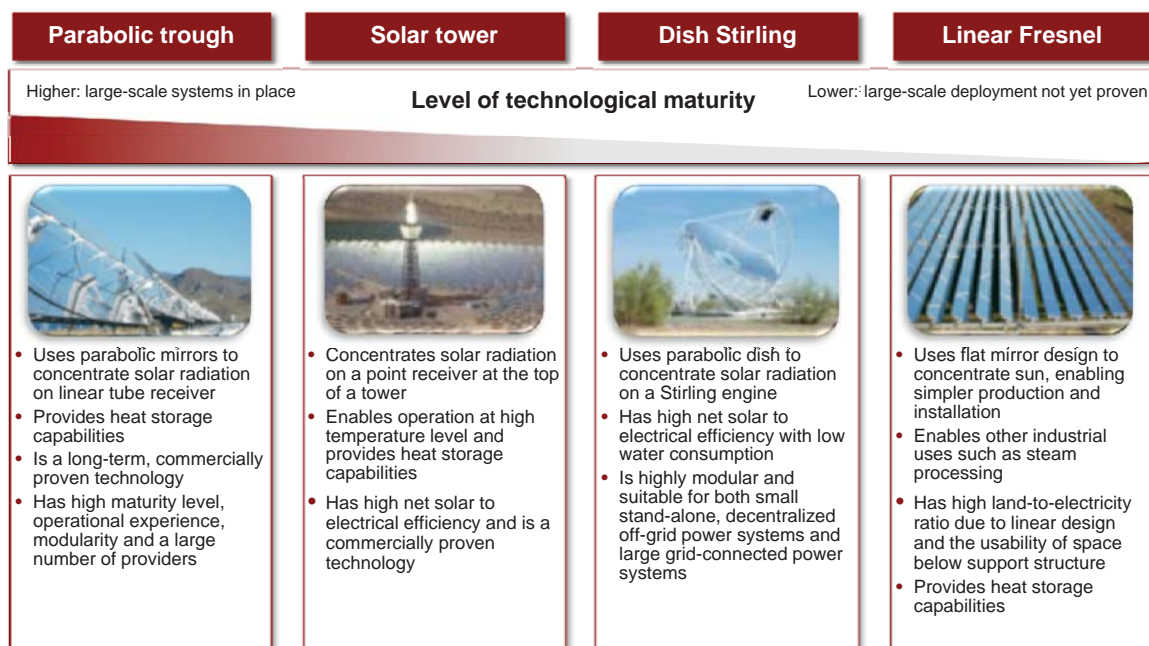 Parabolic trough
Solar tower
Dish Stirling
Linear Fresnel
Higher: large-scale systems in place
Level of technological maturity
Lower: large-scale deployment not yet proven
• Uses parabolic mirrors to
concentrate solar radiation
on linear tube receiver
• Provides heat storage
capabilities
• Is a long-term, commercially
proven technology
• Has high maturity level,
operational experience,
modularity and a large
number of providers
• Concentrates solar radiation
on a point receiver at the top
of a tower
• Enables operation at high
temperature level and
provides heat storage
capabilities
• Has high net solar to
electrical efficiency and is a
commercially proven
technology
• Uses parabolic dish to
concentrate solar radiation
on a Stirling engine
• Has high net solar to
electrical efficiency with low
water consumption
• Is highly modular and
suitable for both small
stand-alone, decentralized
off-grid power systems and
large grid-connected power
systems
• Uses flat mirror design to
concentrate sun, enabling
simpler production and
installation
• Enables other industrial
uses such as steam
processing
• Has high land-to-electricity
ratio due to linear design
and the usability of space
below support structure
• Provides heat storage
capabilities